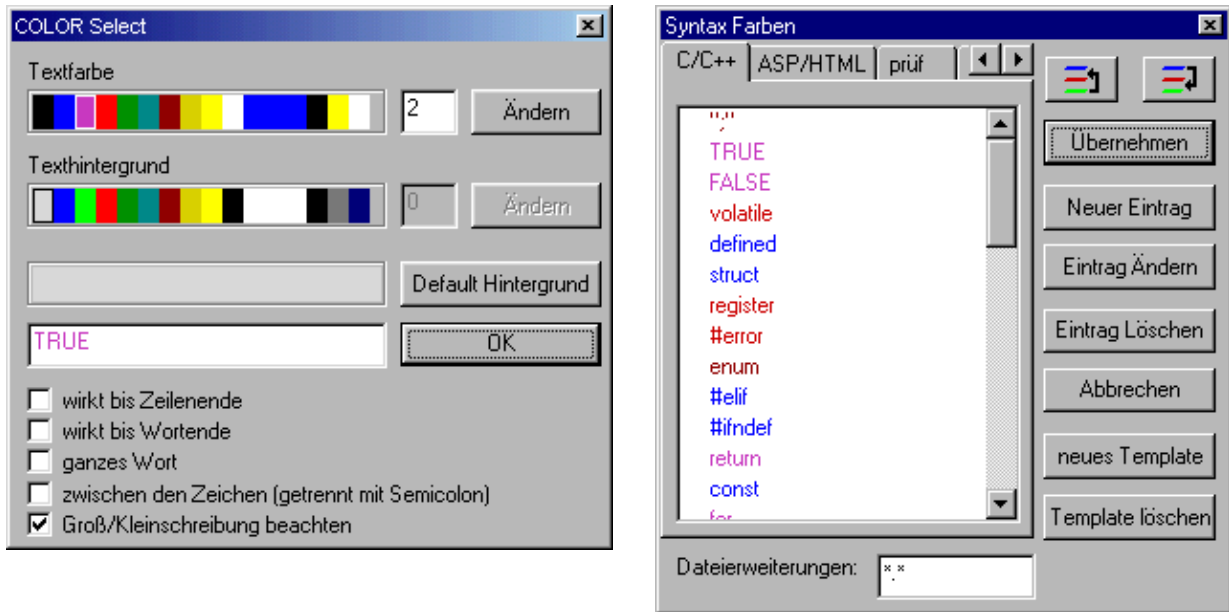 COLOR Select
Textfarbe
2
Ändern
Texthintergrund
0
Ändern
Default Hintergrund
TRUE
OK
wirkt bis Zeilenende
wirkt bis Wortende
ganzes Wort
zwischen den Zeichen (getrennt mit Semicolon)
Groß/Kleinschreibung beachten
Syntax Farben
C/C++
ASP/HTML
prüf
TRUE
FALSE
volatile
defined
struct
register
#error
enum
#elif
#ifndef
return
const
for
Übernehmen
Neuer Eintrag
Eintrag Ändern
Eintrag Löschen
Abbrechen
neues Template
Template löschen
Dateierweiterungen:
*.*